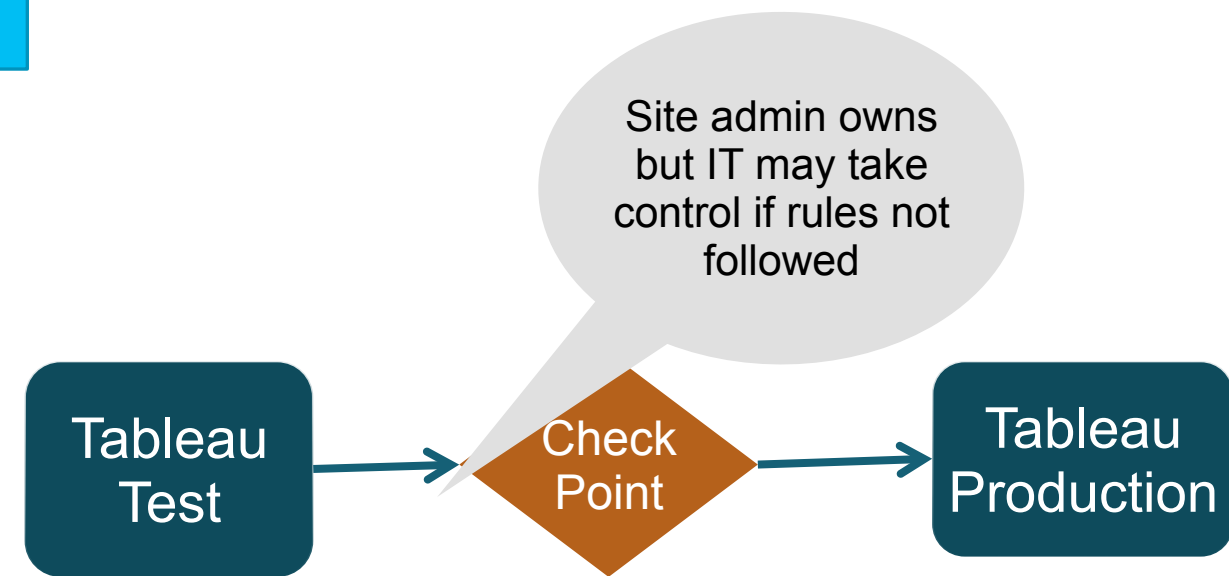 Site admin owns
but IT may take
control if rules not
followed
Tableau
Test
Check
Point
Tableau
Production